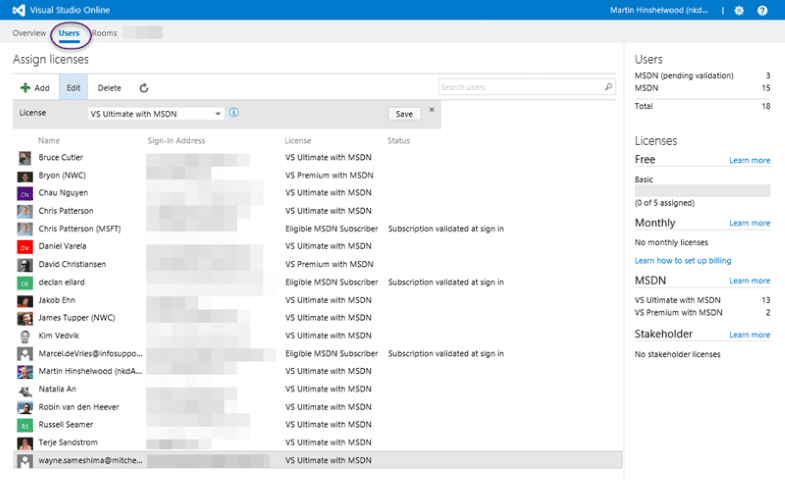 Visual Studio Online
Martin Hinshelwood (nkd...
Overview Users Rooms
Assign licenses
Add Edit Delete
Search users
License VS Ultimate with MSDN Save
Name Sign-In Address License Status
Bruce Cutler VS Ultimate with MSDN
Bryon (NWC) VS Premium with MSDN
CN Chau Nguyen VS Ultimate with MSDN
Chris Patterson VS Ultimate with MSDN
Chris Patterson (MSFT) Eligible MSDN Subscriber Subscription validated at sign in
DV Daniel Varela VS Ultimate with MSDN
David Christiansen VS Premium with MSDN
declan ellard Eligible MSDN Subscriber Subscription validated at sign in
Jakob Ehn VS Ultimate with MSDN
James Tupper (NWC) VS Ultimate with MSDN
Kim Vedvik VS Ultimate with MSDN
Marcel.deVries@infosuppo... Eligible MSDN Subscriber Subscription validated at sign in
Martin Hinshelwood (nkdA... VS Ultimate with MSDN
Natalia An VS Ultimate with MSDN
Robin van den Heever VS Ultimate with MSDN
RS Russell Seamer VS Ultimate with MSDN
Terje Sandstrom VS Ultimate with MSDN
wayne.sameshima@mitche... VS Ultimate with MSDN
Users
MSDN (pending validation) 3
MSDN 15
Total 18
Licenses
Free Learn more
Basic
(0 of 5 assigned)
Monthly Learn more
No monthly licenses
Learn how to set up billing
MSDN Learn more
VS Ultimate with MSDN 13
VS Premium with MSDN 2
Stakeholder Learn more
No stakeholder licenses